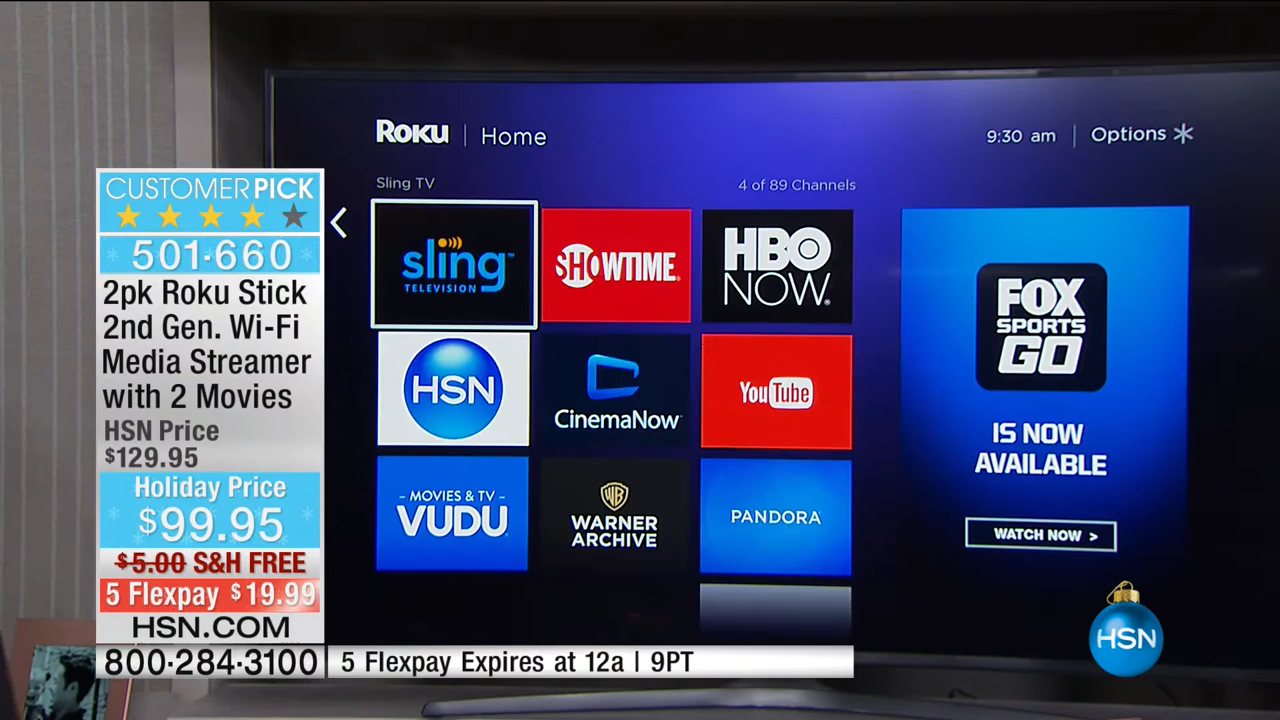 CUSTOMER PICK
501-660
2pk Roku Stick
2nd Gen. Wi-Fi
Media Streamer
with 2 Movies
HSN Price
$129.95
Holiday Price
$99.95
$5.00 S&H FREE
5 Flexpay $19.99
HSN.COM
800-284-3100
5 Flexpay Expires at 12a | 9PT
ROKU | Home
9:30 am | Options
Sling TV
4 of 89 Channels
sling
TELEVISION
SHOWTIME
HBO
NOW
HSN
CinemaNow
YouTube
- MOVIES & TV -
VUDU
WB
WARNER
ARCHIVE
PANDORA
FOX
SPORTS
GO
IS NOW
AVAILABLE
WATCH NOW >
HSN